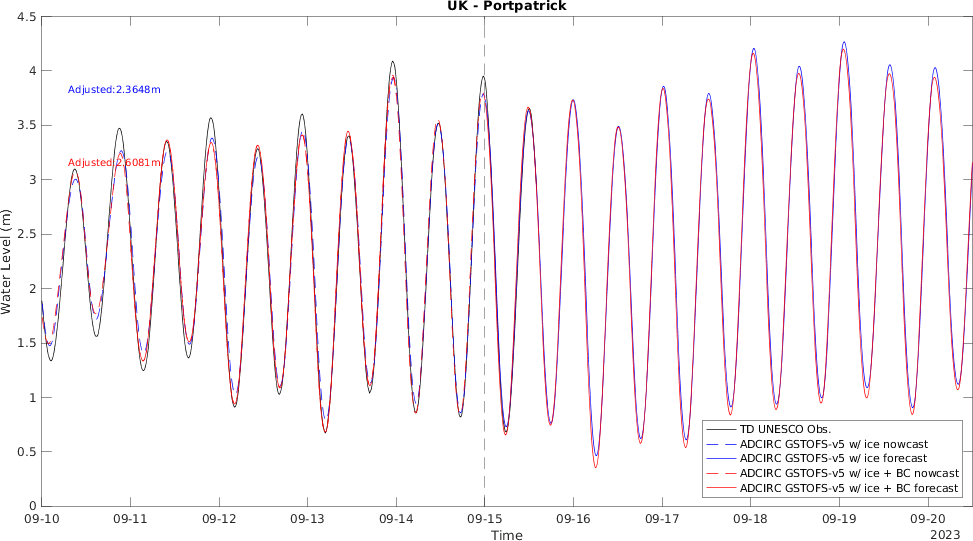 UK - Portpatrick
4.5
4
3.5
3
2.5
2
1.5
1
0.5
0
Water Level (m)
Adjusted:2.3648m
Adjusted:2.6081m
TD UNESCO Obs.
ADCIRC GSTOFS-v5 w/ ice nowcast
ADCIRC GSTOFS-v5 w/ ice forecast
ADCIRC GSTOFS-v5 w/ ice + BC nowcast
ADCIRC GSTOFS-v5 w/ ice + BC forecast
09-10 09-11 09-12 09-13 09-14 09-15 09-16 09-17 09-18 09-19 09-20
Time
2023